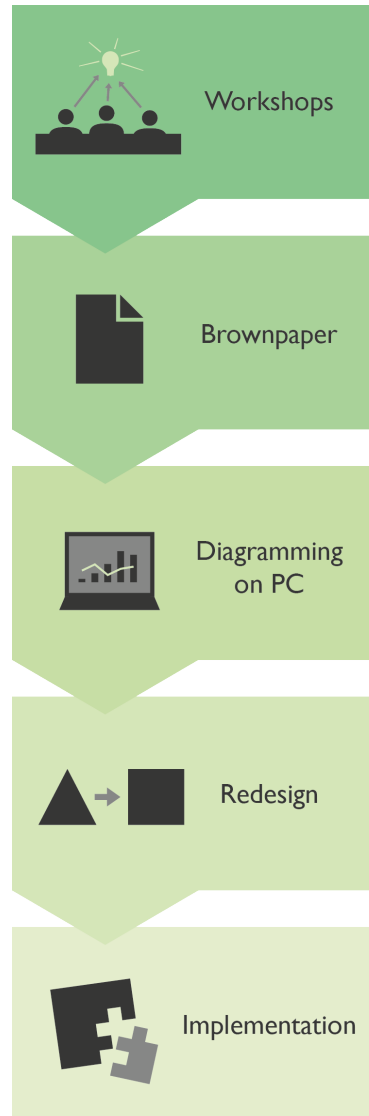 Workshops
Brownpaper
Diagramming
on PC
Redesign
Implementation